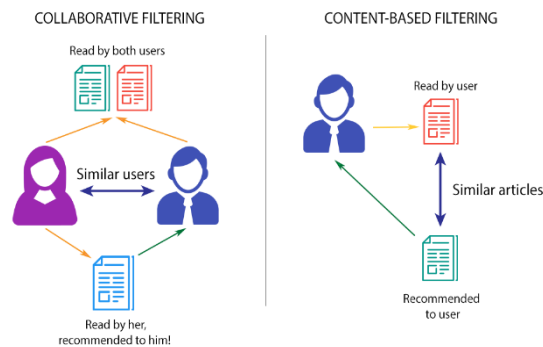 COLLABORATIVE FILTERING
Read by both users
Similar users
Read by her,
recommended to him!
CONTENT-BASED FILTERING
Read by user
Similar articles
Recommended
to user